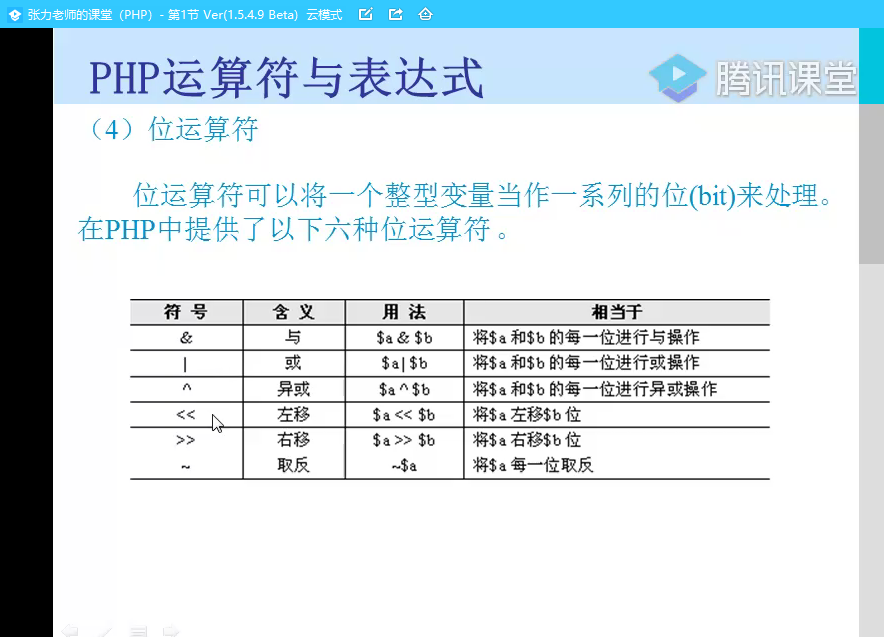 张力老师的课堂（PHP）- 第1节 Ver(1.5.4.9 Beta) 云模式
PHP运算符与表达式
腾讯课堂
（4）位运算符
位运算符可以将一个整型变量当作一系列的位(bit)来处理。
在PHP中提供了以下六种位运算符。
符 号 含 义 用 法 相当于
& 与 $a & $b 将$a 和$b 的每一位进行与操作
| 或 $a | $b 将$a 和$b 的每一位进行或操作
^ 异或 $a ^ $b 将$a 和$b 的每一位进行异或操作
<< 左移 $a << $b 将$a 左移$b 位
>> 右移 $a >> $b 将$a 右移$b 位
~ 取反 ~$a 将$a 每一位取反